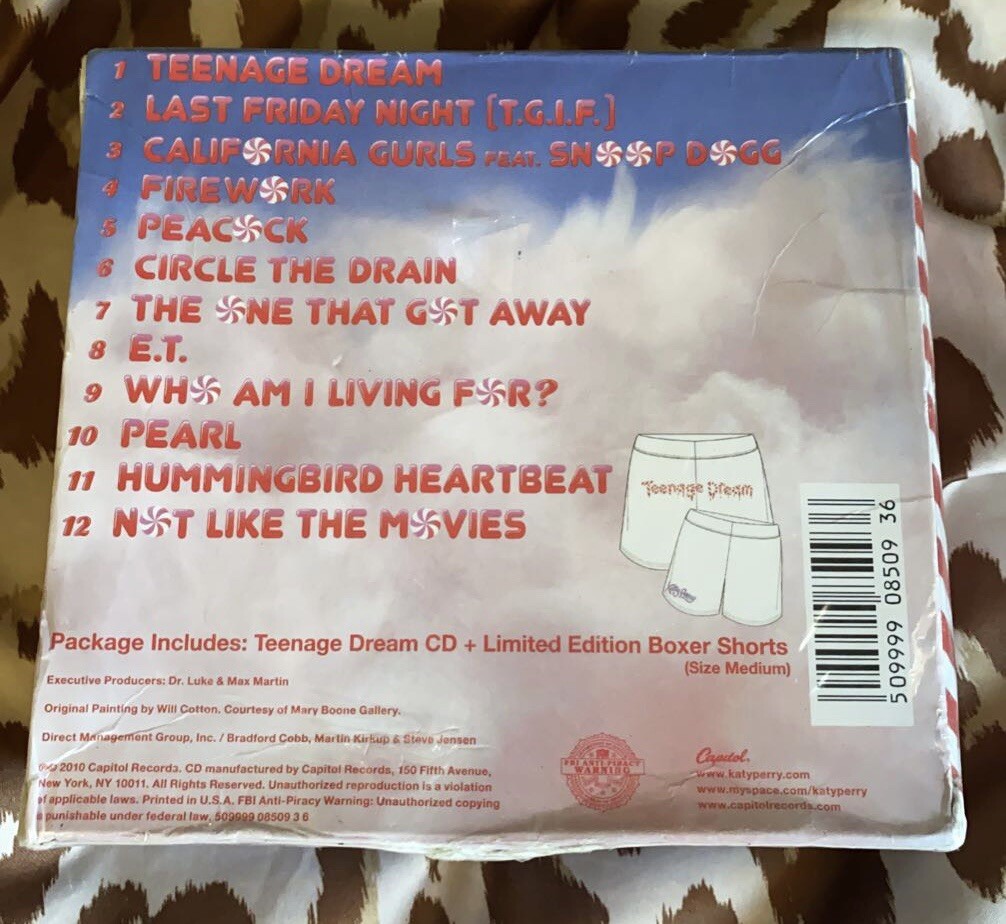 1 TEENAGE DREAM
2 LAST FRIDAY NIGHT [T.G.I.F.]
3 CALIFORNIA GURLS FEAT. SNOOP DOGG
4 FIREWORK
5 PEACOCK
6 CIRCLE THE DRAIN
7 THE ONE THAT GOT AWAY
8 E.T.
9 WHO AM I LIVING FOR?
10 PEARL
11 HUMMINGBIRD HEARTBEAT
12 NOT LIKE THE MOVIES
Teenage Dream
Katy Perry
5 099999 08509 36
Package Includes: Teenage Dream CD + Limited Edition Boxer Shorts
(Size Medium)
Executive Producers: Dr. Luke & Max Martin
Original Painting by Will Cotton. Courtesy of Mary Boone Gallery.
Direct Management Group, Inc. / Bradford Cobb, Martin Kirkup & Steve Jensen
2010 Capitol Records. CD manufactured by Capitol Records, 150 Fifth Avenue,
New York, NY 10011. All Rights Reserved. Unauthorized reproduction is a violation
of applicable laws. Printed in U.S.A. FBI Anti-Piracy Warning: Unauthorized copying
punishable under federal law. 509999 08509 3 6
FBI ANTI-PIRACY
WARNING
Capitol.
www.katyperry.com
www.myspace.com/katyperry
www.capitolrecords.com